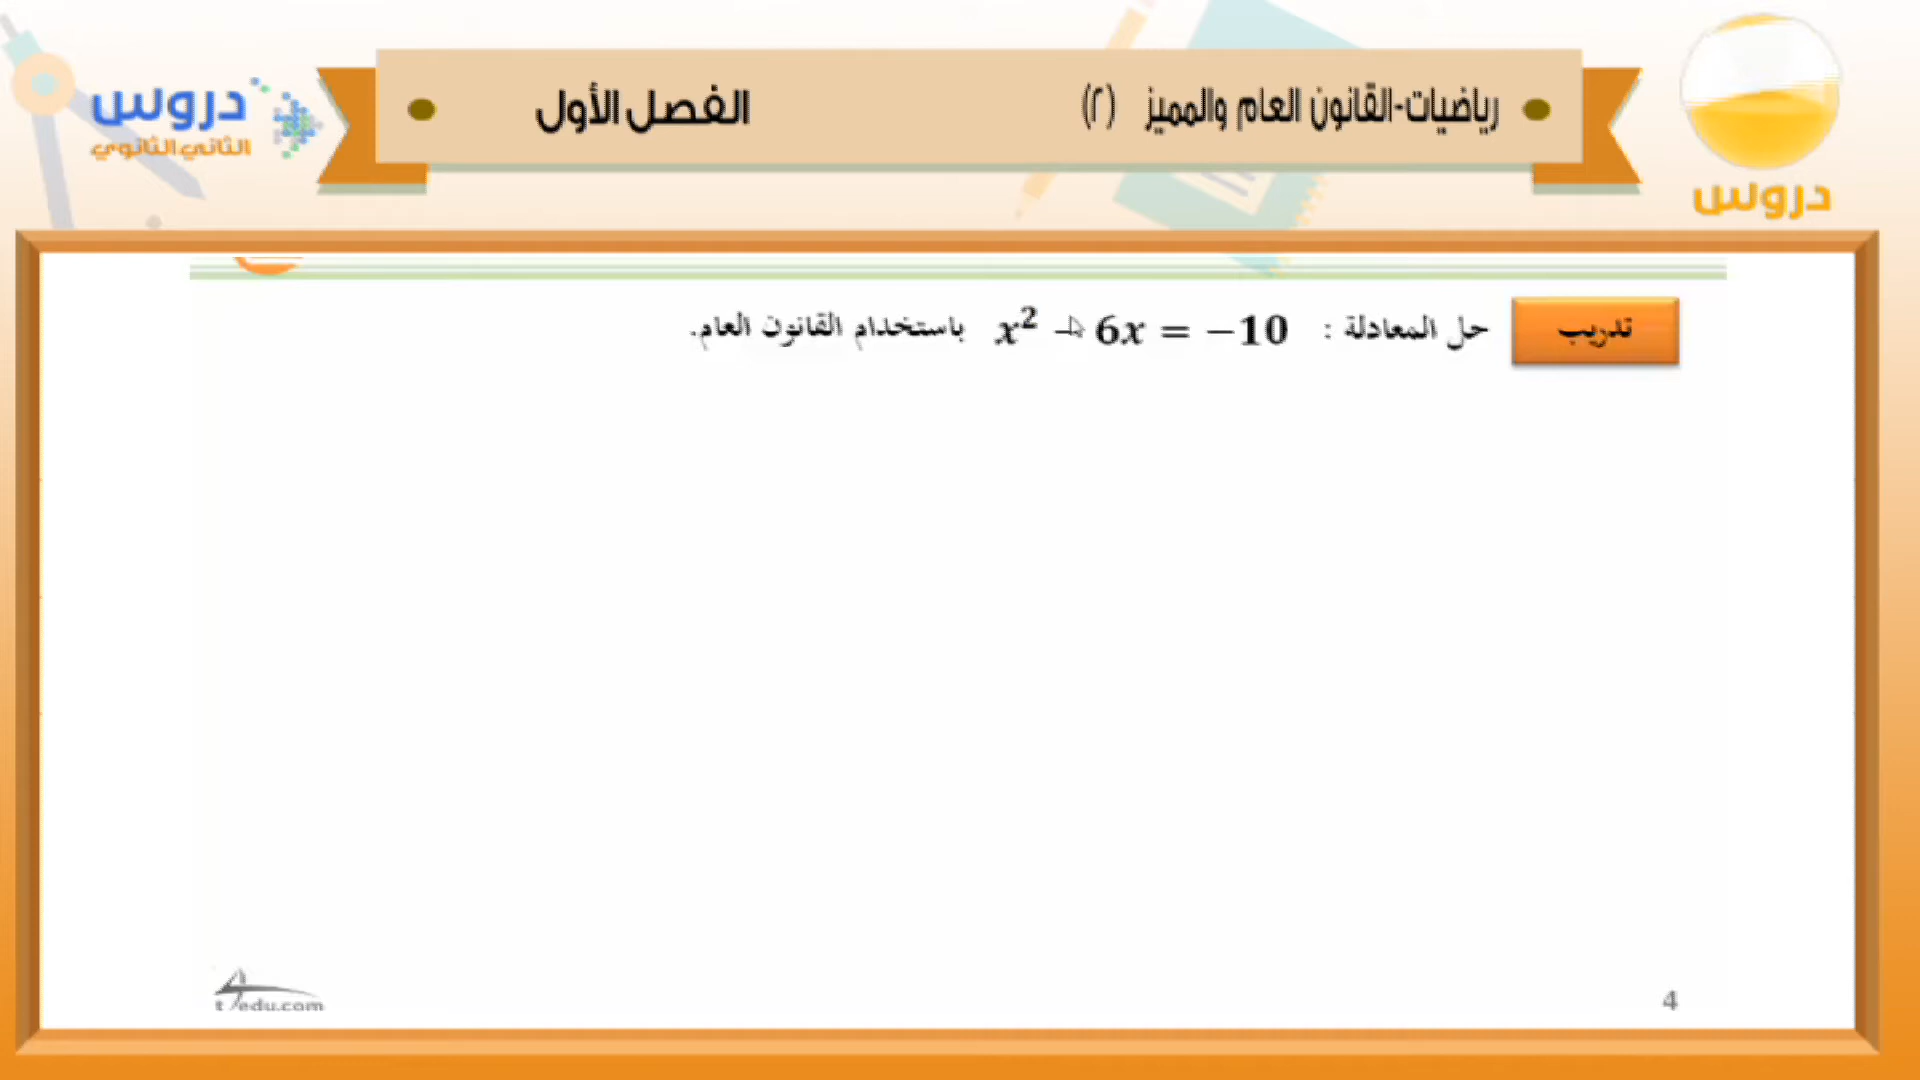 دروس
رياضيات-القانون العام والمميز (٢)
الفصل الأول
دروس
الثاني الثانوي
تدريب
حل المعادلة : x² − 6x = −10 باستخدام القانون العام.
4
t4edu.com